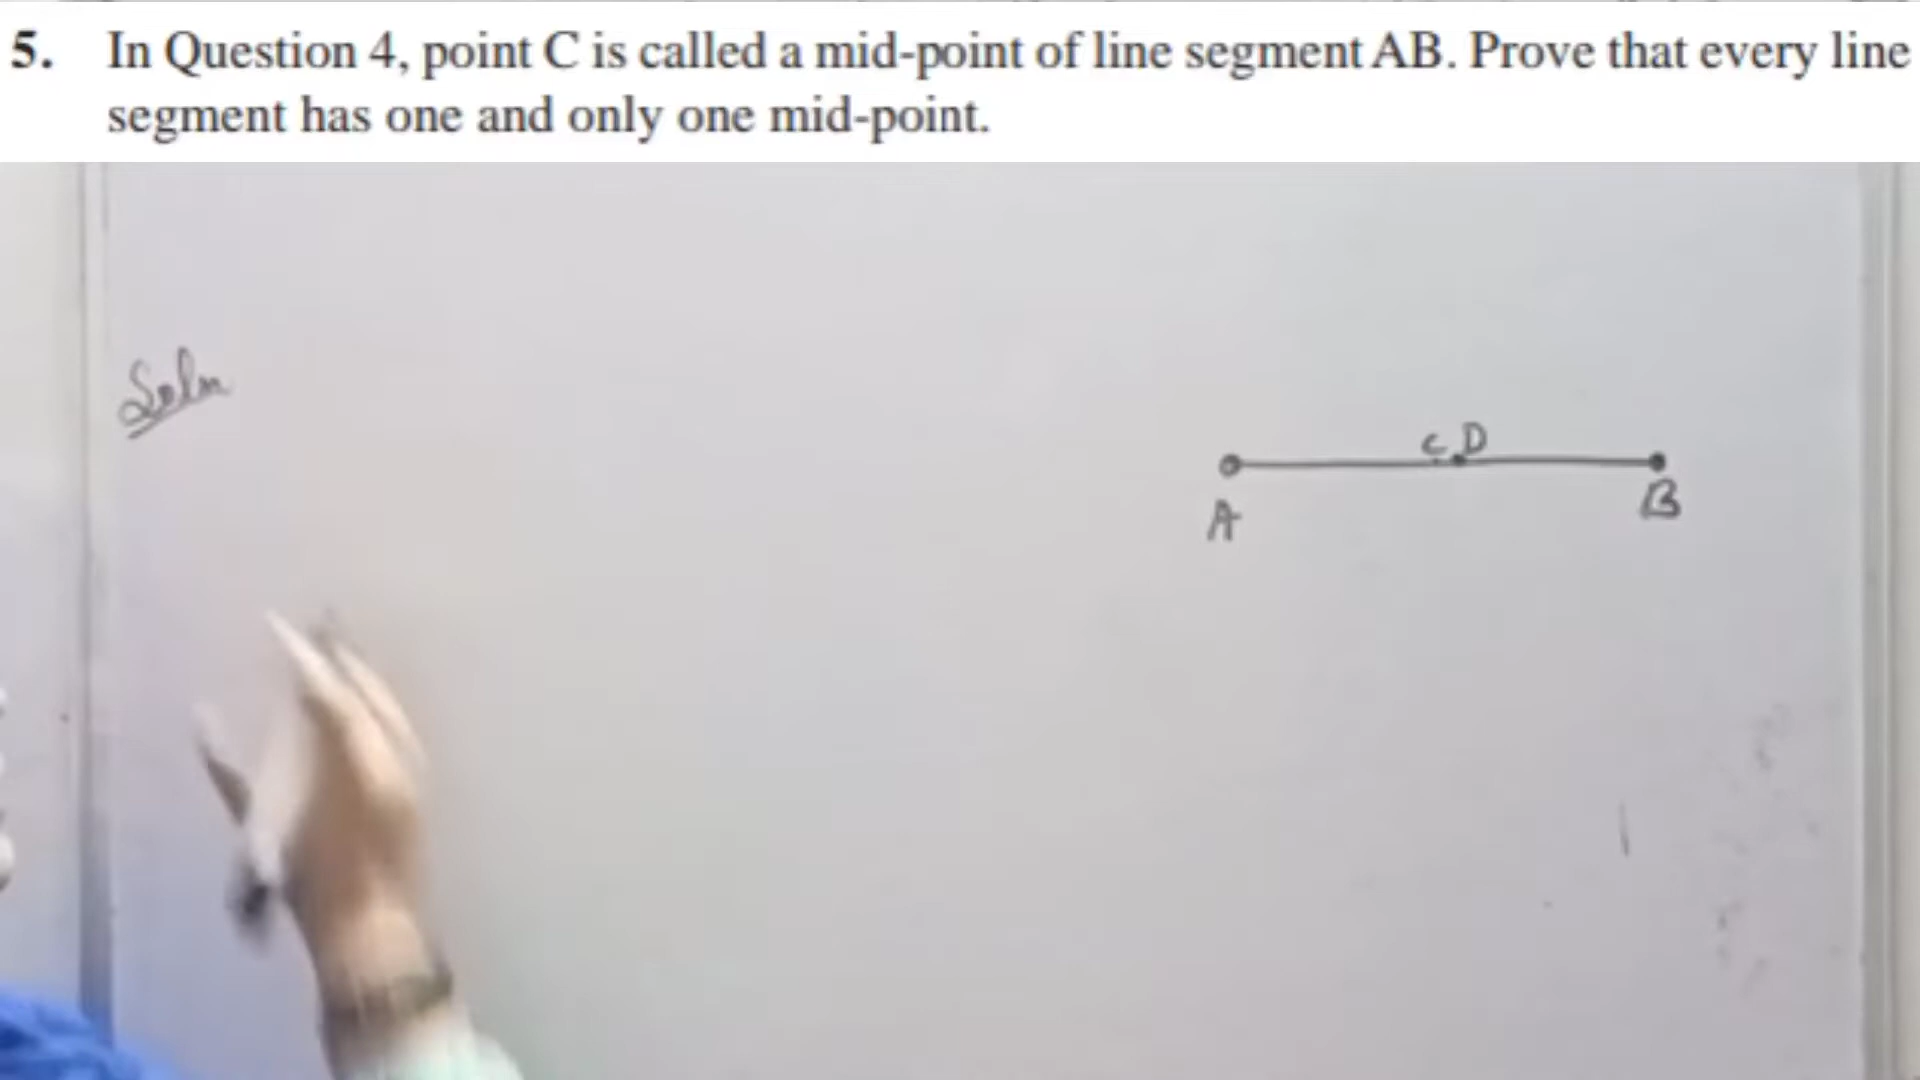 5. In Question 4, point C is called a mid-point of line segment AB. Prove that every line
segment has one and only one mid-point.
Soln
C D
A B